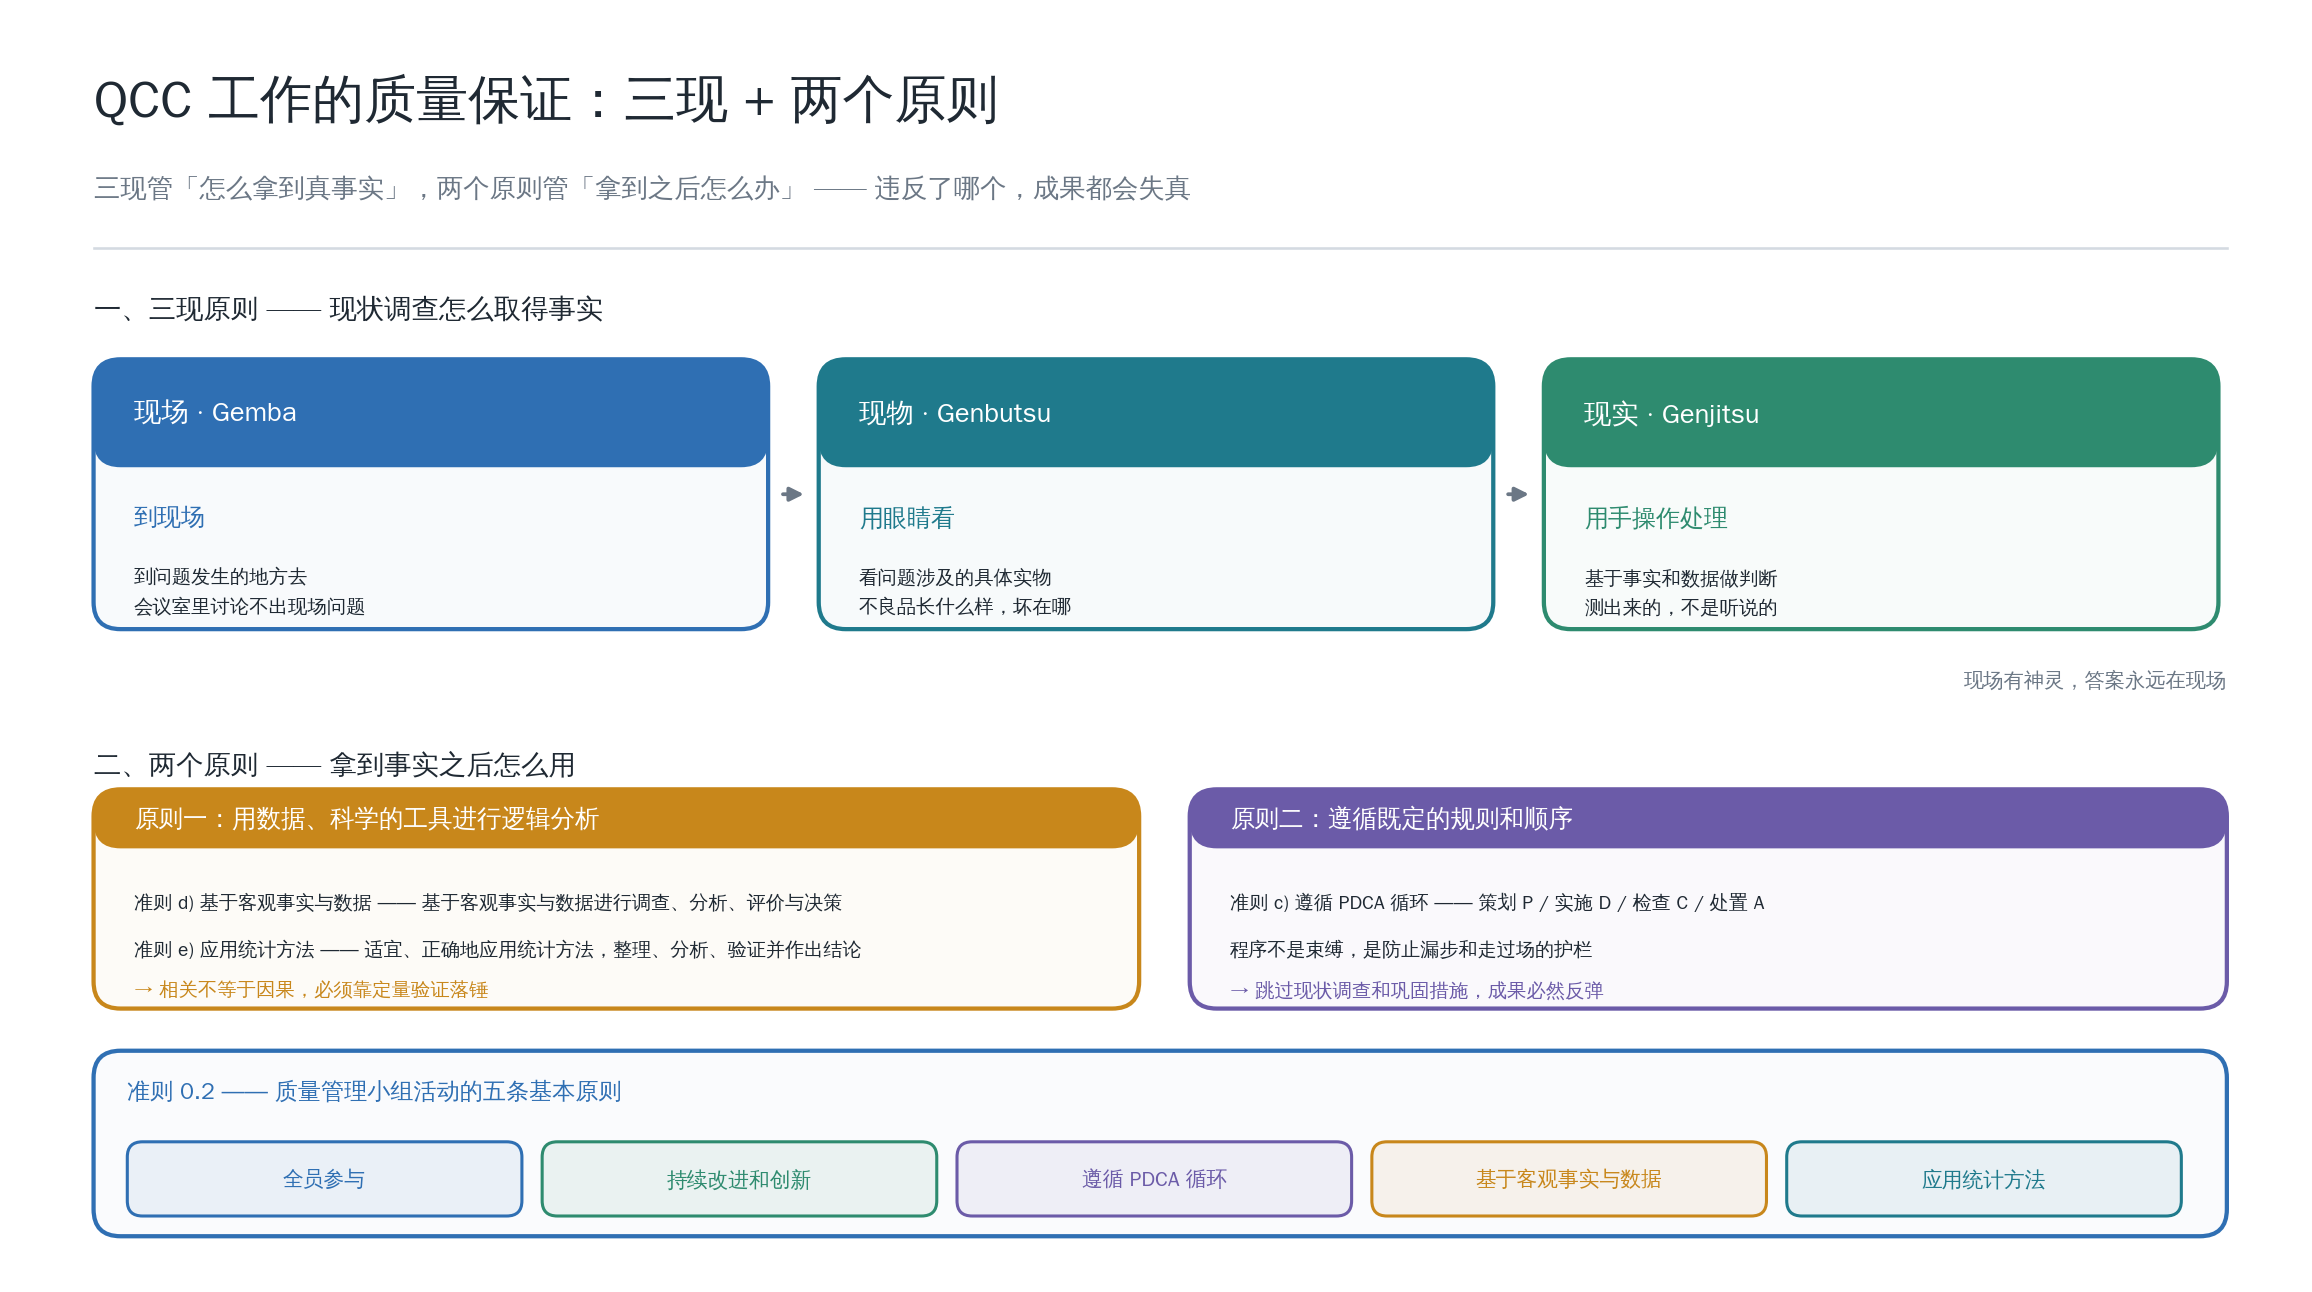 QCC 工作的质量保证：三现 + 两个原则
三现管「怎么拿到真事实」，两个原则管「拿到之后怎么办」 —— 违反了哪个，成果都会失真
一、三现原则 —— 现状调查怎么取得事实
现场 · Gemba
到现场
到问题发生的地方去
会议室里讨论不出现场问题
现物 · Genbutsu
用眼睛看
看问题涉及的具体实物
不良品长什么样，坏在哪
现实 · Genjitsu
用手操作处理
基于事实和数据做判断
测出来的，不是听说的
现场有神灵，答案永远在现场
二、两个原则 —— 拿到事实之后怎么用
原则一：用数据、科学的工具进行逻辑分析
准则 d) 基于客观事实与数据 —— 基于客观事实与数据进行调查、分析、评价与决策
准则 e) 应用统计方法 —— 适宜、正确地应用统计方法，整理、分析、验证并作出结论
→ 相关不等于因果，必须靠定量验证落锤
原则二：遵循既定的规则和顺序
准则 c) 遵循 PDCA 循环 —— 策划 P / 实施 D / 检查 C / 处置 A
程序不是束缚，是防止漏步和走过场的护栏
→ 跳过现状调查和巩固措施，成果必然反弹
准则 0.2 —— 质量管理小组活动的五条基本原则
全员参与
持续改进和创新
遵循 PDCA 循环
基于客观事实与数据
应用统计方法